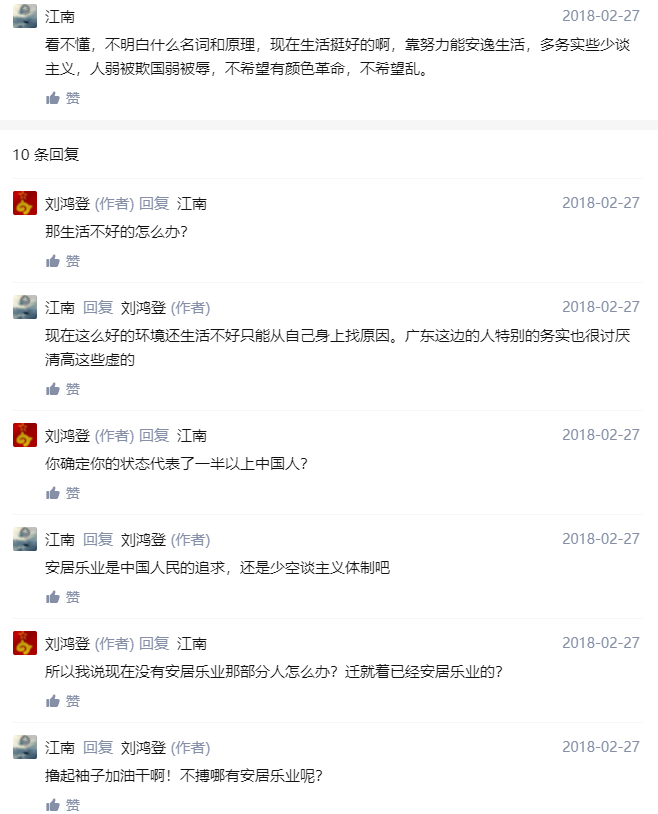 江南 2018-02-27
看不懂，不明白什么名词和原理，现在生活挺好的啊，靠努力能安逸生活，多务实些少谈
主义，人弱被欺国弱被辱，不希望有颜色革命，不希望乱。
赞
10 条回复
刘鸿登 (作者) 回复 江南 2018-02-27
那生活不好的怎么办？
赞
江南 回复 刘鸿登 (作者) 2018-02-27
现在这么好的环境还生活不好只能从自己身上找原因。广东这边的人特别的务实也很讨厌
清高这些虚的
赞
刘鸿登 (作者) 回复 江南 2018-02-27
你确定你的状态代表了一半以上中国人？
赞
江南 回复 刘鸿登 (作者) 2018-02-27
安居乐业是中国人民的追求，还是少空谈主义体制吧
赞
刘鸿登 (作者) 回复 江南 2018-02-27
所以我说现在没有安居乐业那部分人怎么办？迁就着已经安居乐业的？
赞
江南 回复 刘鸿登 (作者) 2018-02-27
撸起袖子加油干啊！不搏哪有安居乐业呢？
赞